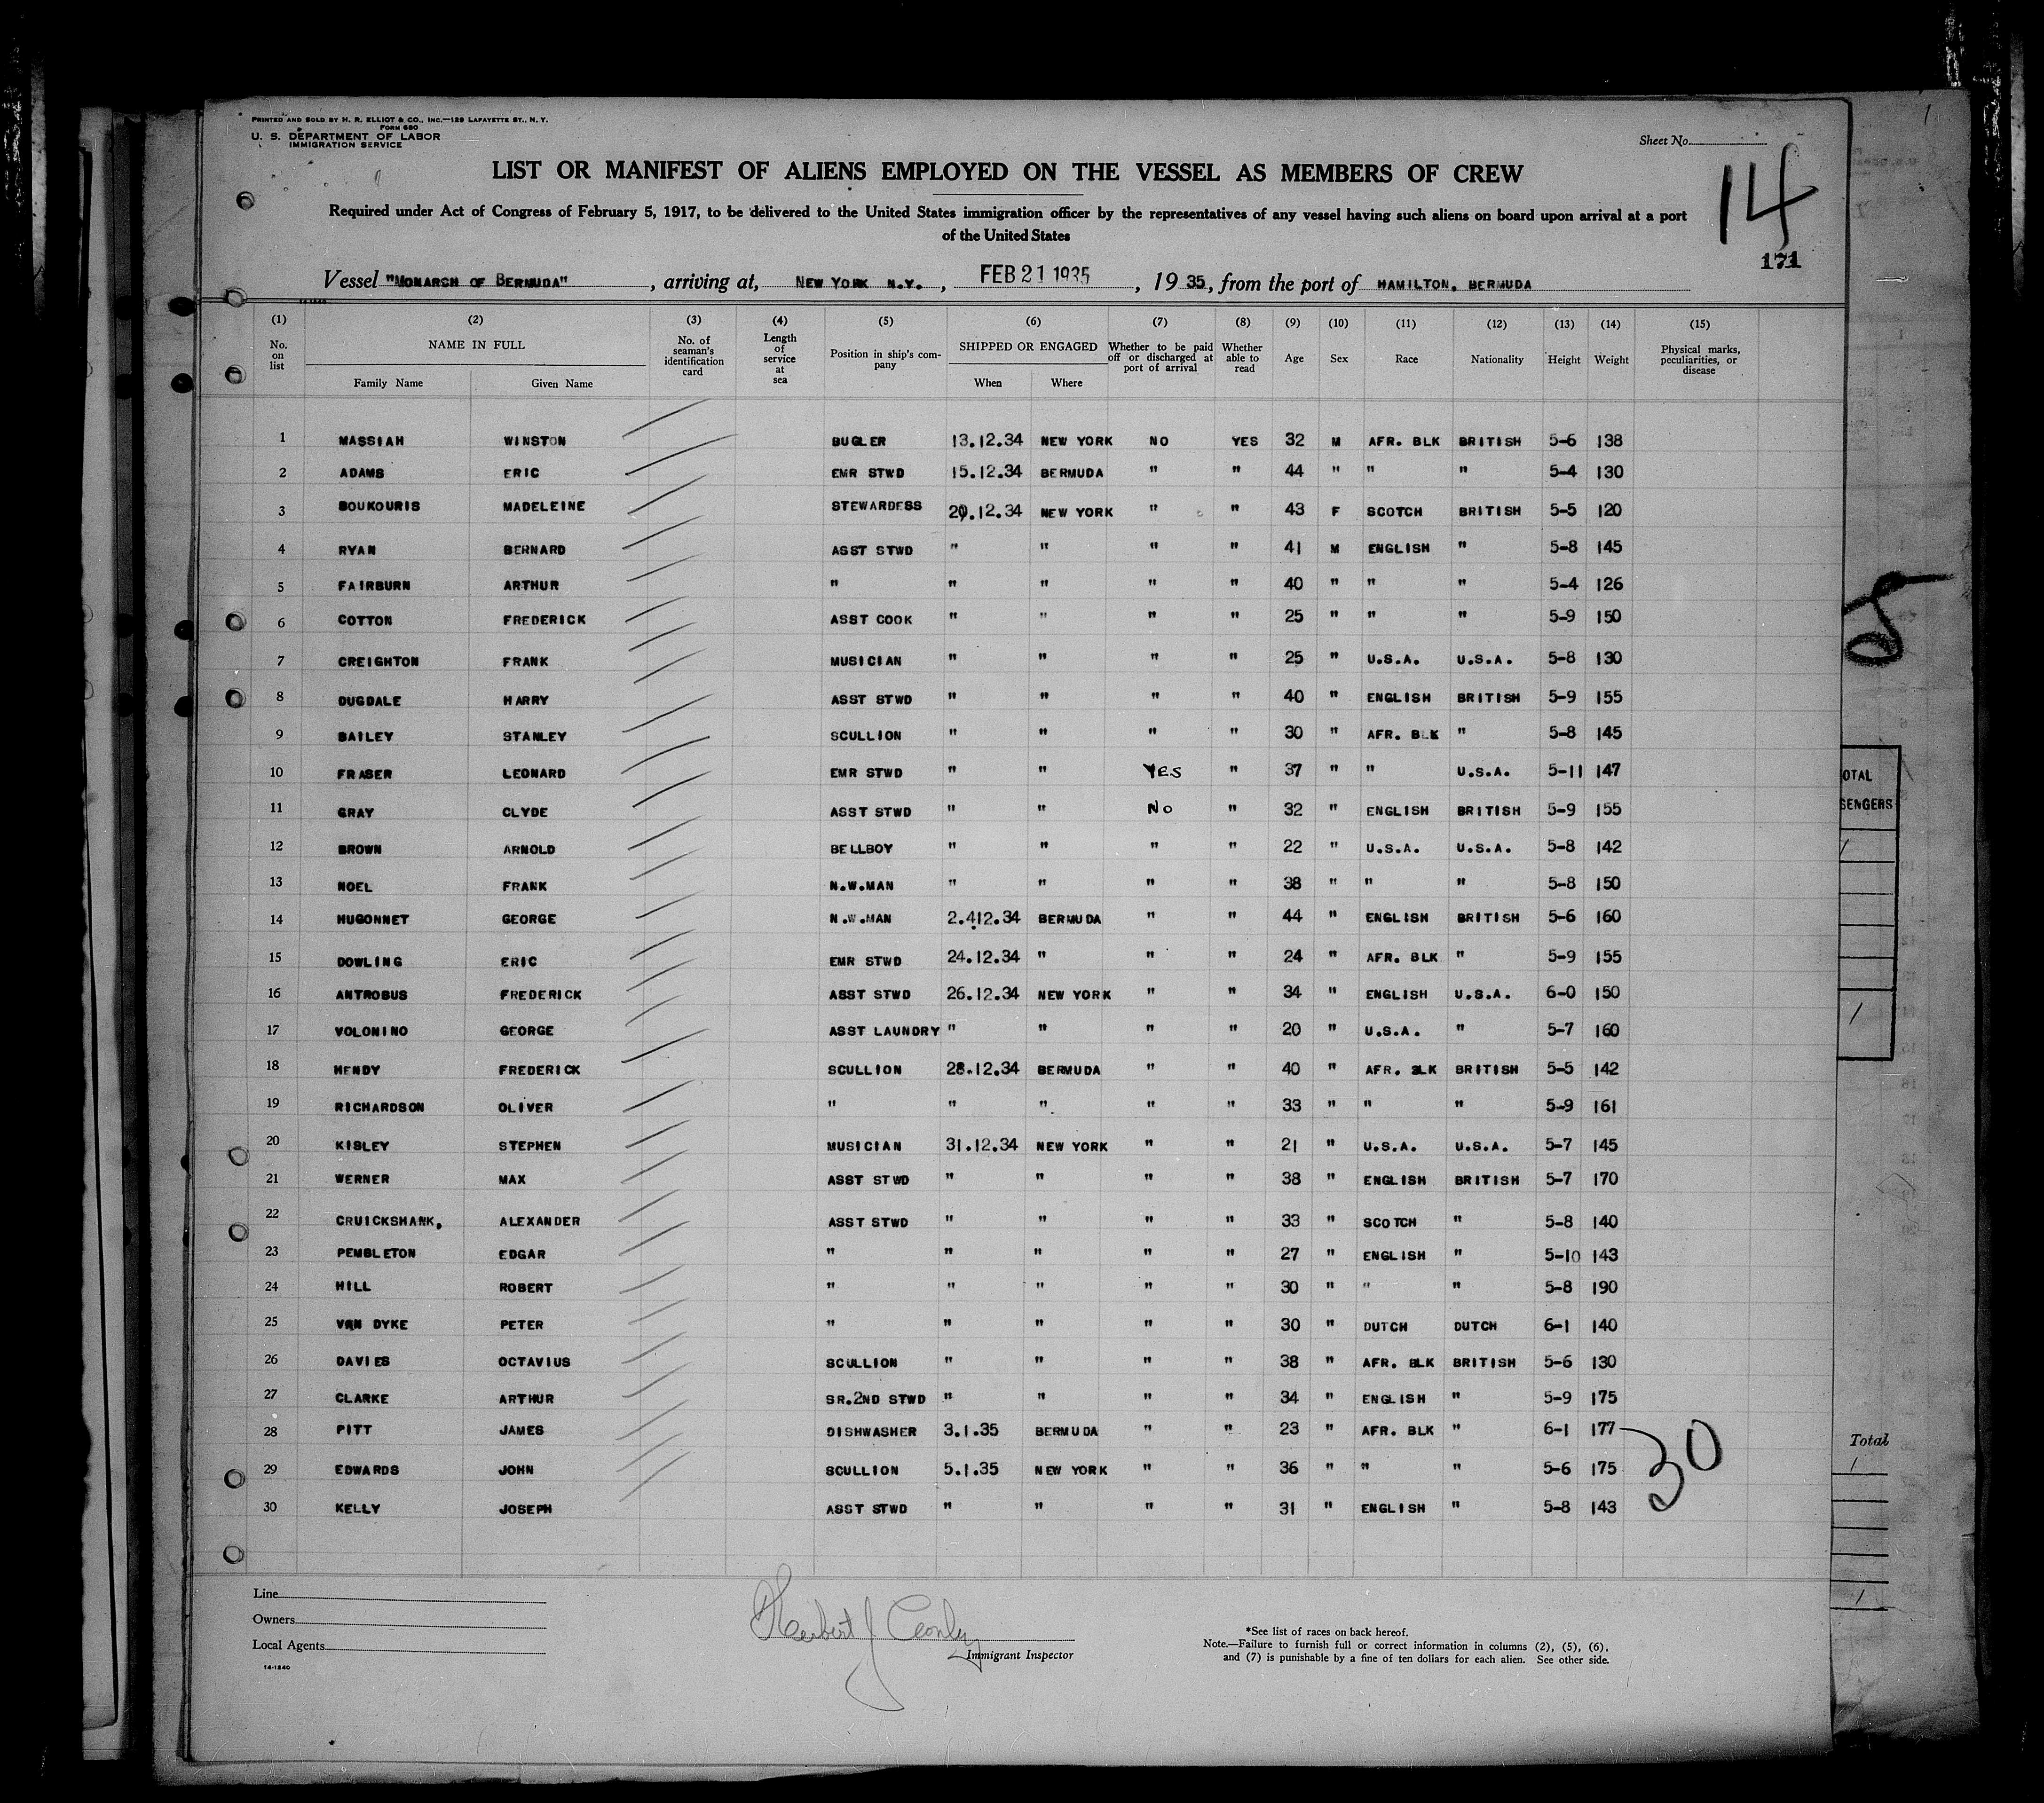 PRINTED AND SOLD BY H. R. ELLIOT & CO., INC.—129 LAFAYETTE ST., N. Y.
FORM 680
U. S. DEPARTMENT OF LABOR
IMMIGRATION SERVICE
Sheet No.
14
LIST OR MANIFEST OF ALIENS EMPLOYED ON THE VESSEL AS MEMBERS OF CREW
Required under Act of Congress of February 5, 1917, to be delivered to the United States immigration officer by the representatives of any vessel having such aliens on board upon arrival at a port
of the United States
171
Vessel "MONARCH OF BERMUDA", arriving at, NEW YORK N.Y., FEB 21 1935, 19 35, from the port of HAMILTON, BERMUDA
14-1240
(1) (2) (3) (4) (5) (6) (7) (8) (9) (10) (11) (12) (13) (14) (15)
No. on list NAME IN FULL Family Name Given Name No. of seaman's identification card Length of service at sea Position in ship's company SHIPPED OR ENGAGED When Where Whether to be paid off or discharged at port of arrival Whether able to read Age Sex Race Nationality Height Weight Physical marks, peculiarities, or disease
1 MASSIAH WINSTON BUGLER 13.12.34 NEW YORK NO YES 32 M AFR. BLK BRITISH 5-6 138
2 ADAMS ERIC EMR STWD 15.12.34 BERMUDA " " 44 " " " 5-4 130
3 BOUKOURIS MADELEINE STEWARDESS 20.12.34 NEW YORK " " 43 F SCOTCH BRITISH 5-5 120
4 RYAN BERNARD ASST STWD " " " " 41 M ENGLISH " 5-8 145
5 FAIRBURN ARTHUR " " " " " 40 " " " 5-4 126
6 COTTON FREDERICK ASST COOK " " " " 25 " " " 5-9 150
7 CREIGHTON FRANK MUSICIAN " " " " 25 " U.S.A. U.S.A. 5-8 130
8 DUGDALE HARRY ASST STWD " " " " 40 " ENGLISH BRITISH 5-9 155
9 BAILEY STANLEY SCULLION " " " " 30 " AFR. BLK " 5-8 145
10 FRASER LEONARD EMR STWD " " YES " 37 " " U.S.A. 5-11 147
11 GRAY CLYDE ASST STWD " " NO " 32 " ENGLISH BRITISH 5-9 155
12 BROWN ARNOLD BELLBOY " " " " 22 " U.S.A. U.S.A. 5-8 142
13 NOEL FRANK N.W.MAN " " " " 38 " " " 5-8 150
14 HUGONNET GEORGE N.W.MAN 2.412.34 BERMUDA " " 44 " ENGLISH BRITISH 5-6 160
15 DOWLING ERIC EMR STWD 24.12.34 " " " 24 " AFR. BLK " 5-9 155
16 ANTROBUS FREDERICK ASST STWD 26.12.34 NEW YORK " " 34 " ENGLISH U.S.A. 6-0 150
17 VOLONINO GEORGE ASST LAUNDRY " " " " 20 " U.S.A. " 5-7 160
18 HENDY FREDERICK SCULLION 28.12.34 BERMUDA " " 40 " AFR. BLK BRITISH 5-5 142
19 RICHARDSON OLIVER " " " " " 33 " " " 5-9 161
20 KISLEY STEPHEN MUSICIAN 31.12.34 NEW YORK " " 21 " U.S.A. U.S.A. 5-7 145
21 WERNER MAX ASST STWD " " " " 38 " ENGLISH BRITISH 5-7 170
22 CRUICKSHANK, ALEXANDER ASST STWD " " " " 33 " SCOTCH " 5-8 140
23 PEMBLETON EDGAR " " " " " 27 " ENGLISH " 5-10 143
24 HILL ROBERT " " " " " 30 " " " 5-8 190
25 VAN DYKE PETER " " " " " 30 " DUTCH DUTCH 6-1 140
26 DAVIES OCTAVIUS SCULLION " " " " 38 " AFR. BLK BRITISH 5-6 130
27 CLARKE ARTHUR SR.2ND STWD " " " " 34 " ENGLISH " 5-9 175
28 PITT JAMES DISHWASHER 3.1.35 BERMUDA " " 23 " AFR. BLK " 6-1 177
29 EDWARDS JOHN SCULLION 5.1.35 NEW YORK " " 36 " " " 5-6 175
30 KELLY JOSEPH ASST STWD " " " " 31 " ENGLISH " 5-8 143
30
OTAL
SENGERS
Total
Line
Owners
Local Agents
14-1240
Herbert J Conley
Immigrant Inspector
*See list of races on back hereof.
Note.—Failure to furnish full or correct information in columns (2), (5), (6),
and (7) is punishable by a fine of ten dollars for each alien. See other side.